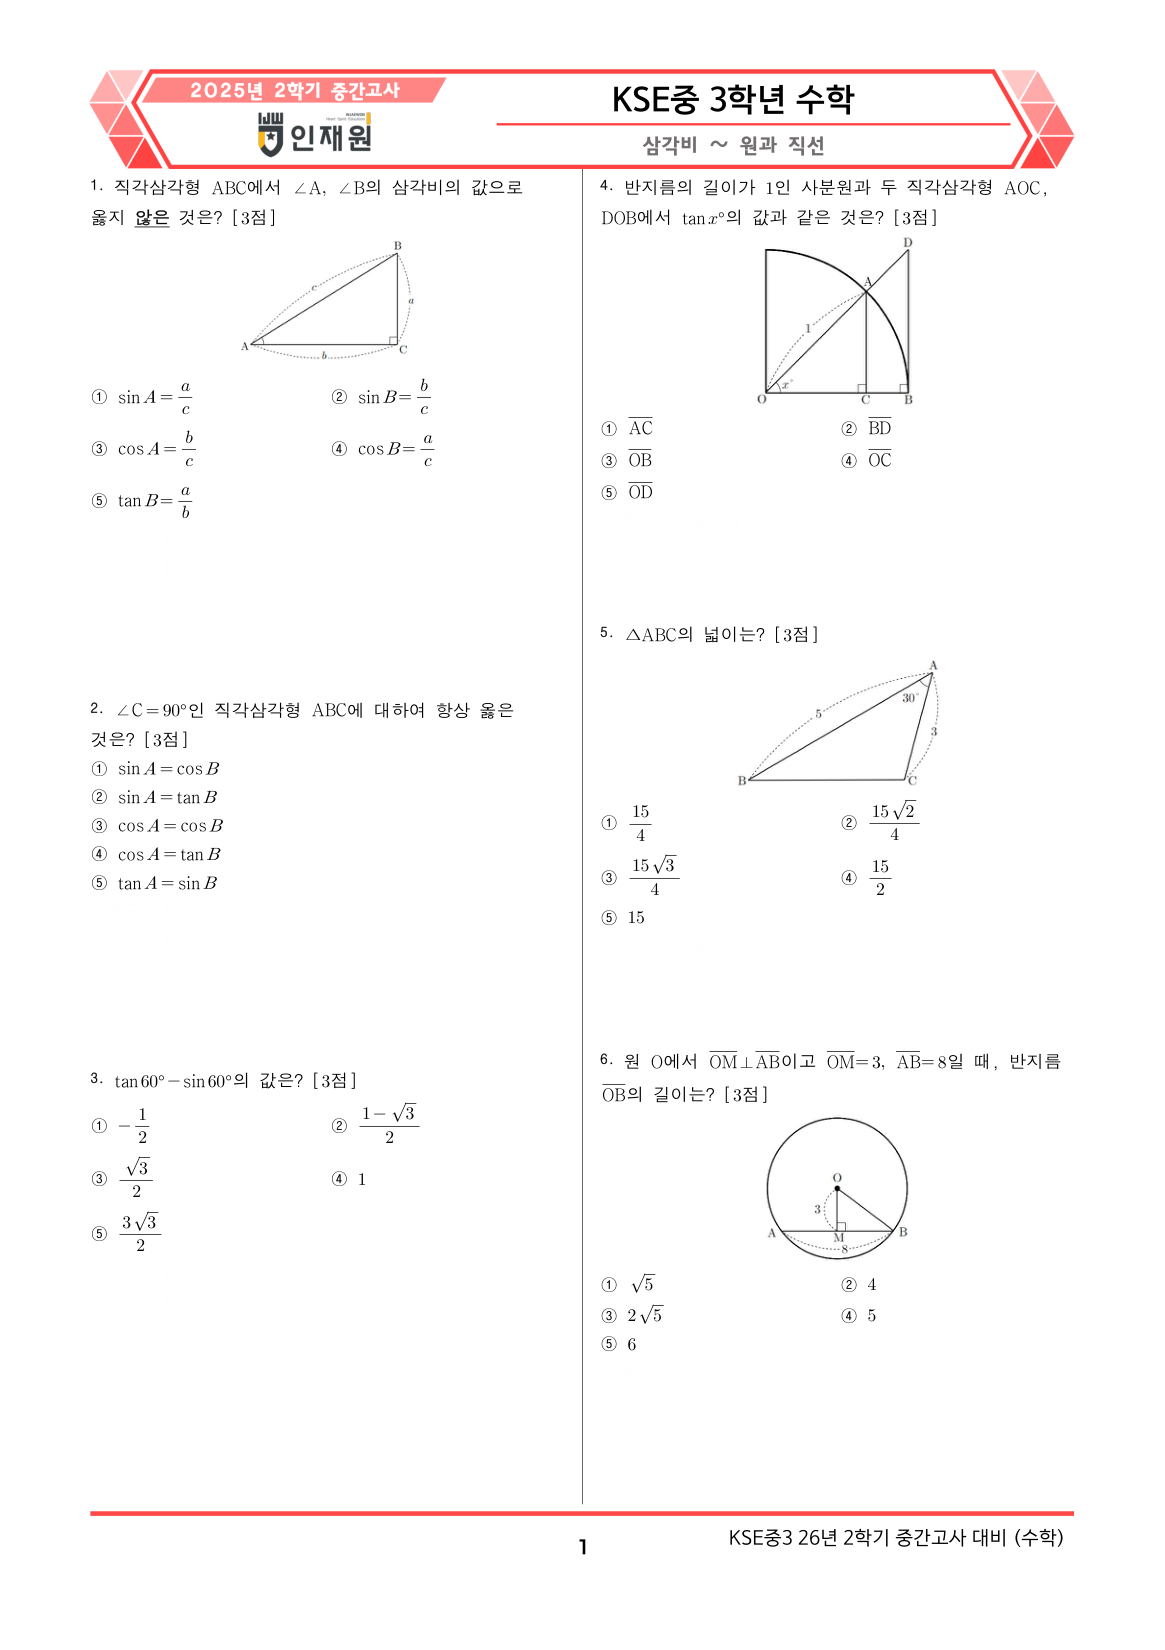 2025년 2학기 중간고사
INJAEWON
인재원
KSE중 3학년 수학
삼각비 ~ 원과 직선
1. 직각삼각형 ABC에서 ∠A, ∠B의 삼각비의 값으로
옳지 않은 것은? [3점]
B
c
a
A
b
C
① sin A = a/c ② sin B = b/c
③ cos A = b/c ④ cos B = a/c
⑤ tan B = a/b
2. ∠C = 90°인 직각삼각형 ABC에 대하여 항상 옳은
것은? [3점]
① sin A = cos B
② sin A = tan B
③ cos A = cos B
④ cos A = tan B
⑤ tan A = sin B
3. tan 60° − sin 60°의 값은? [3점]
① −1/2 ② (1−√3)/2
③ √3/2 ④ 1
⑤ 3√3/2
4. 반지름의 길이가 1인 사분원과 두 직각삼각형 AOC,
DOB에서 tan x°의 값과 같은 것은? [3점]
D
A
1
x°
O C B
① A̅C̅ ② B̅D̅
③ O̅B̅ ④ O̅C̅
⑤ O̅D̅
5. △ABC의 넓이는? [3점]
A
30°
5
3
B C
① 15/4 ② 15√2/4
③ 15√3/4 ④ 15/2
⑤ 15
6. 원 O에서 O̅M̅⊥A̅B̅이고 O̅M̅=3, A̅B̅=8일 때, 반지름
O̅B̅의 길이는? [3점]
O
3
A M B
8
① √5 ② 4
③ 2√5 ④ 5
⑤ 6
1
KSE중3 26년 2학기 중간고사 대비 (수학)